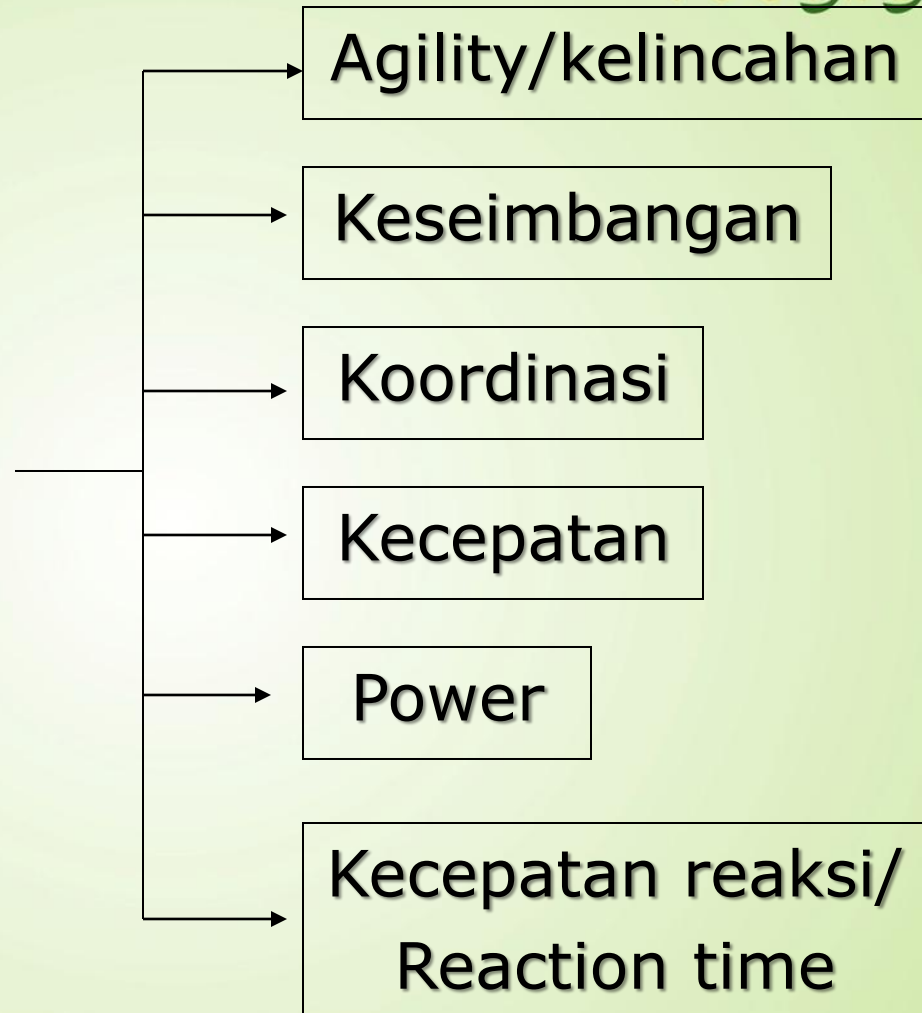 Agility/kelincahan
Keseimbangan
Koordinasi
Kecepatan
Power
Kecepatan reaksi/
Reaction time